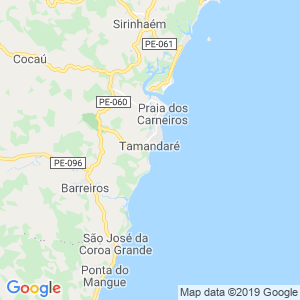 Sirinhaém
PE-061
Cocaú
PE-060
Praia dos
Carneiros
Tamandaré
PE-096
Barreiros
São José da
Coroa Grande
Ponta do
Mangue
Map data ©2019 Google